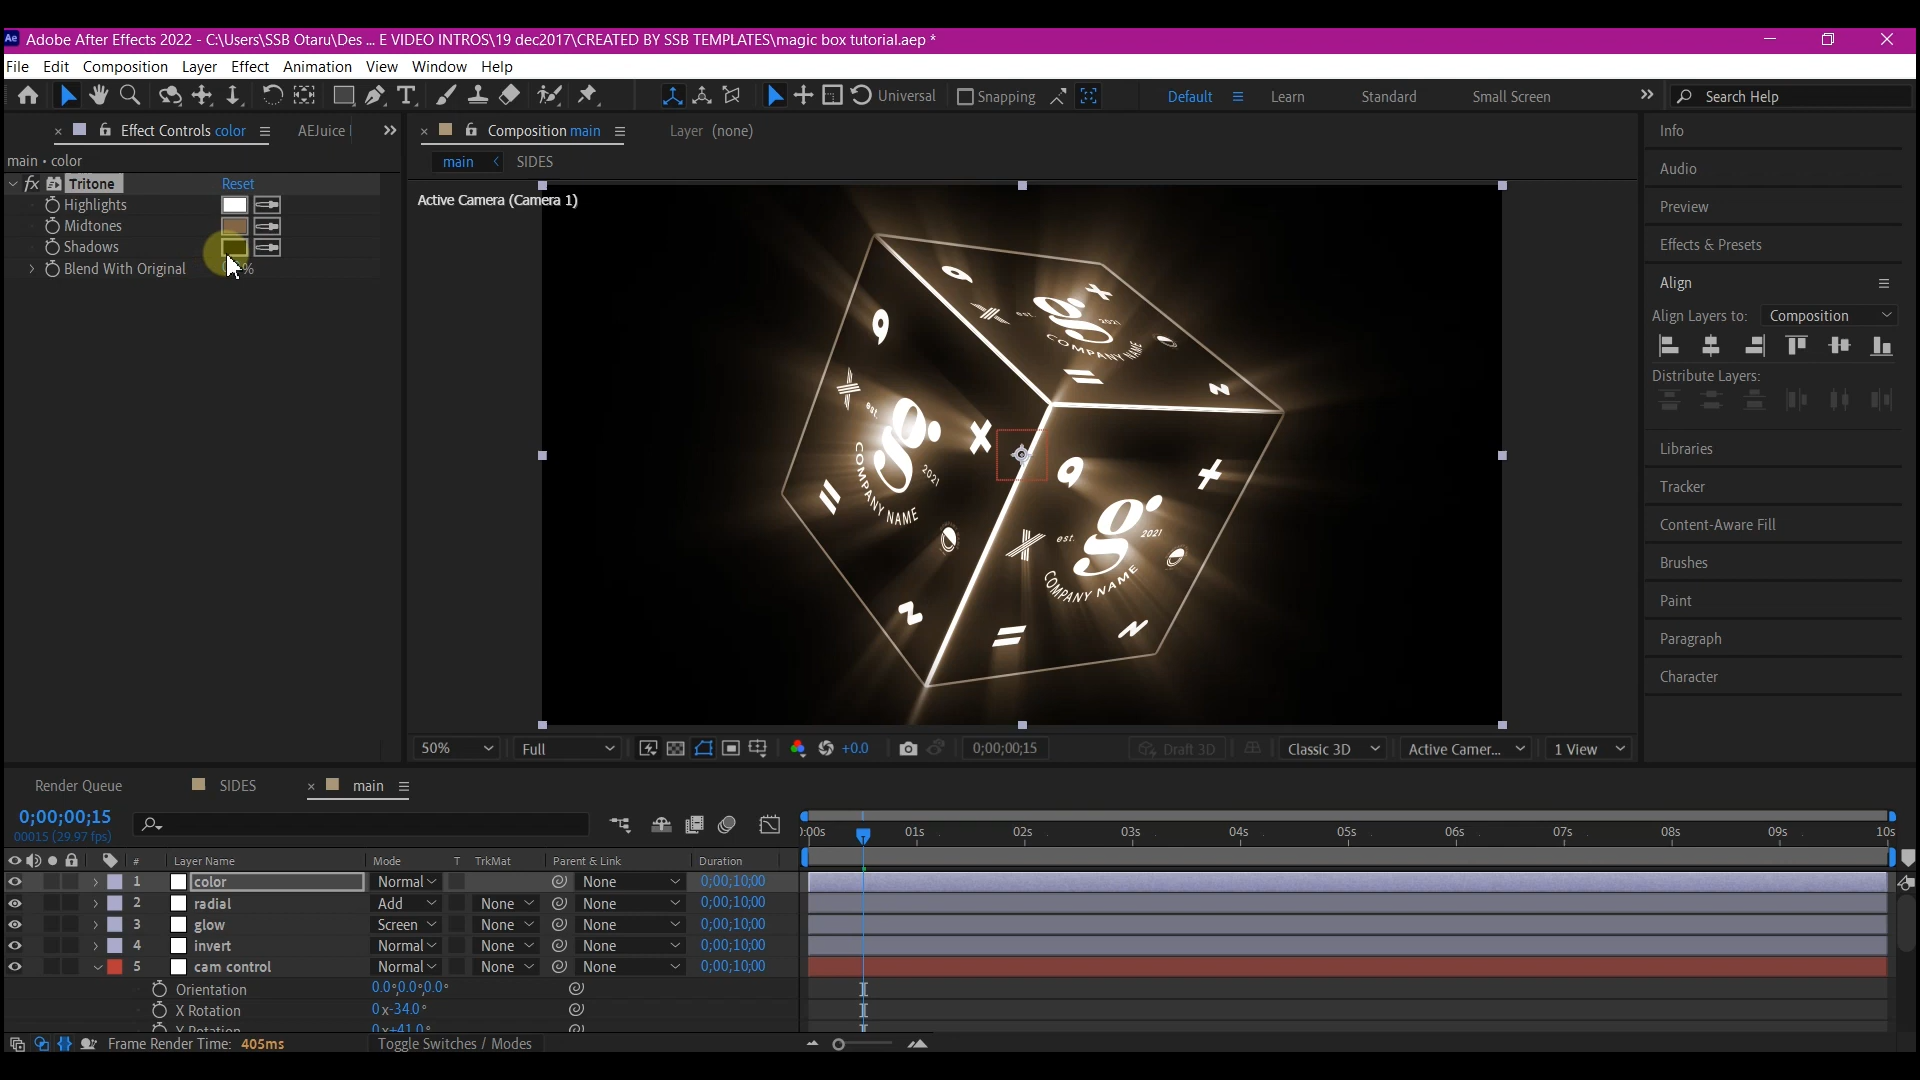 Adobe After Effects 2022 - C:\Users\SSB Otaru\Des ... E VIDEO INTROS\19 dec2017\CREATED BY SSB TEMPLATES\magic box tutorial.aep *
File Edit Composition Layer Effect Animation View Window Help
Universal Snapping Default Learn Standard Small Screen Search Help
Effect Controls color AEJuice
Composition main Layer (none)
main • color
main SIDES
fx Tritone Reset
Highlights
Midtones
Shadows
Blend With Original %
Active Camera (Camera 1)
g.
est. 2021
COMPANY NAME
g.
est. 2021
COMPANY NAME
g.
est. 2021
COMPANY NAME
Info
Audio
Preview
Effects & Presets
Align
Align Layers to: Composition
Distribute Layers:
Libraries
Tracker
Content-Aware Fill
Brushes
Paint
Paragraph
Character
50% Full +0.0 0;00;00;15 Draft 3D Classic 3D Active Camer... 1 View
Render Queue SIDES main
0;00;00;15
00015 (29.97 fps)
:00s 01s 02s 03s 04s 05s 06s 07s 08s 09s 10s
# Layer Name Mode T TrkMat Parent & Link Duration
1 color Normal None 0;00;10;00
2 radial Add None None 0;00;10;00
3 glow Screen None None 0;00;10;00
4 invert Normal None None 0;00;10;00
5 cam control Normal None None 0;00;10;00
Orientation 0.0°,0.0°,0.0°
X Rotation 0x-34.0°
Y Rotation 0x+41.0°
Frame Render Time: 405ms Toggle Switches / Modes